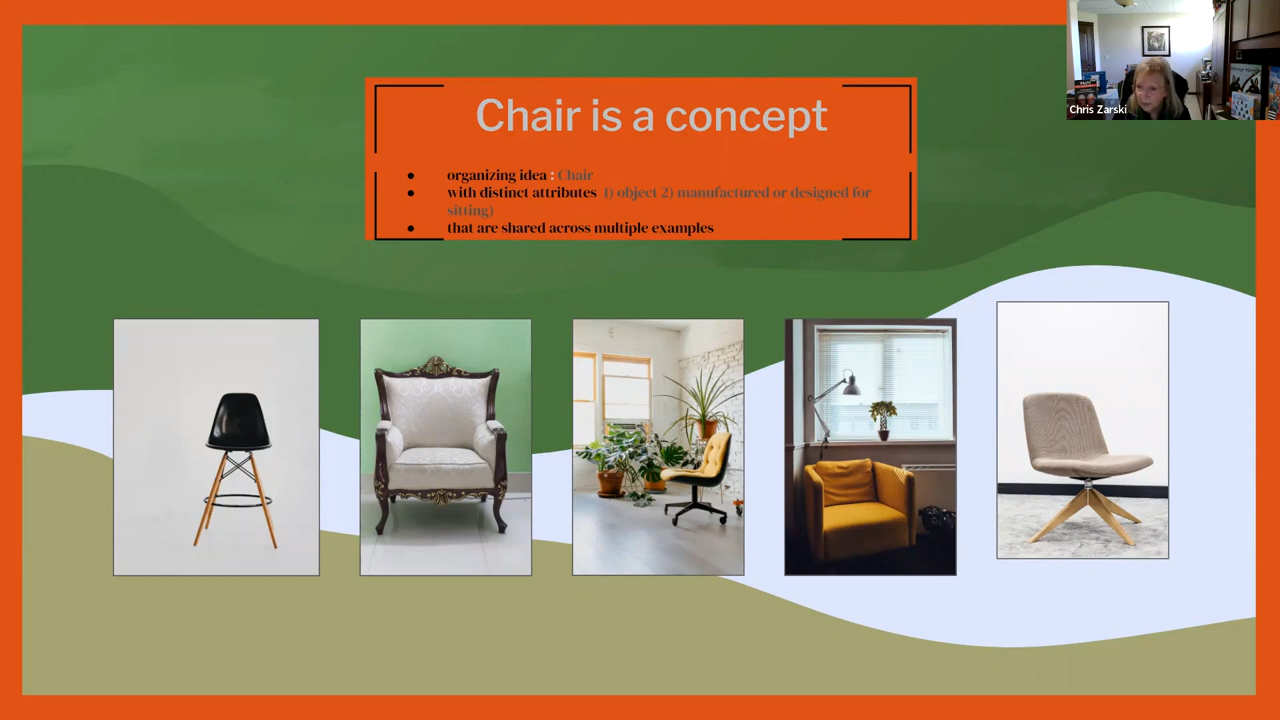 Chair is a concept
organizing idea : Chair
with distinct attributes 1) object 2) manufactured or designed for
sitting)
that are shared across multiple examples
Chris Zarski